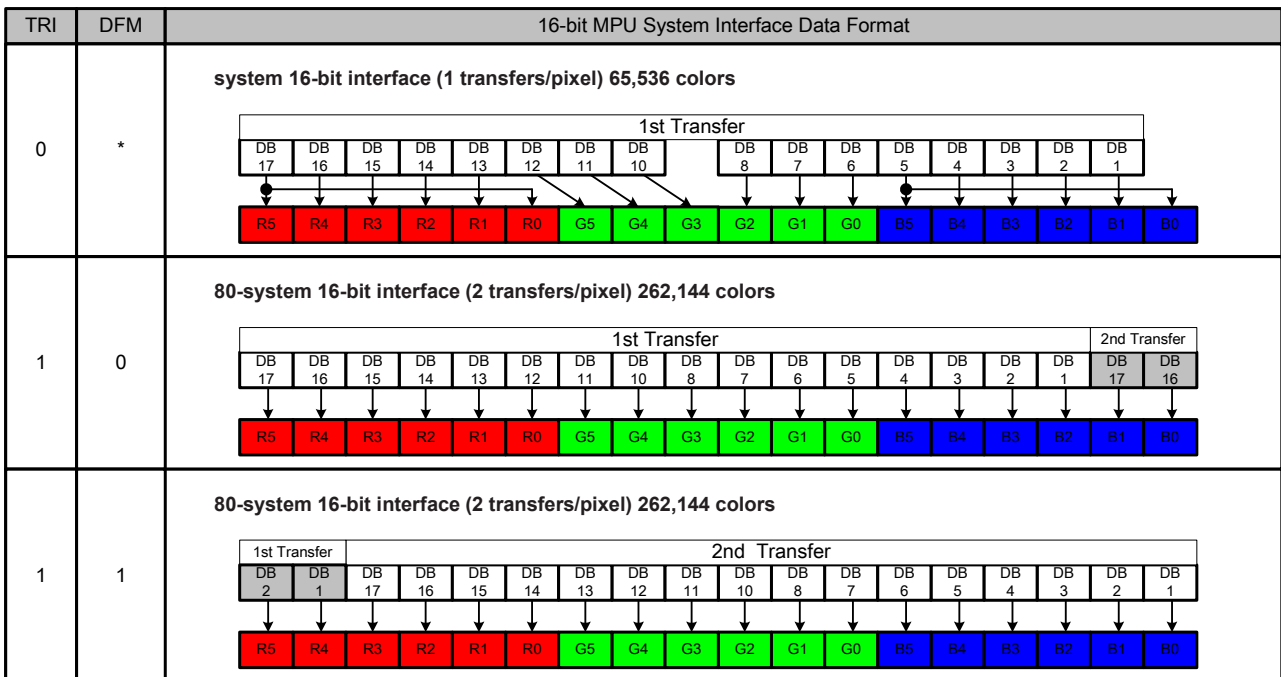 TRI DFM 16-bit MPU System Interface Data Format
0 *
system 16-bit interface (1 transfers/pixel) 65,536 colors
1st Transfer
DB DB DB DB DB DB DB DB DB DB DB DB DB DB DB DB
17 16 15 14 13 12 11 10 8 7 6 5 4 3 2 1
R5 R4 R3 R2 R1 R0 G5 G4 G3 G2 G1 G0 B5 B4 B3 B2 B1 B0
1 0
80-system 16-bit interface (2 transfers/pixel) 262,144 colors
1st Transfer 2nd Transfer
DB DB DB DB DB DB DB DB DB DB DB DB DB DB DB DB DB DB
17 16 15 14 13 12 11 10 8 7 6 5 4 3 2 1 17 16
R5 R4 R3 R2 R1 R0 G5 G4 G3 G2 G1 G0 B5 B4 B3 B2 B1 B0
1 1
80-system 16-bit interface (2 transfers/pixel) 262,144 colors
1st Transfer 2nd Transfer
DB DB DB DB DB DB DB DB DB DB DB DB DB DB DB DB DB DB
2 1 17 16 15 14 13 12 11 10 8 7 6 5 4 3 2 1
R5 R4 R3 R2 R1 R0 G5 G4 G3 G2 G1 G0 B5 B4 B3 B2 B1 B0